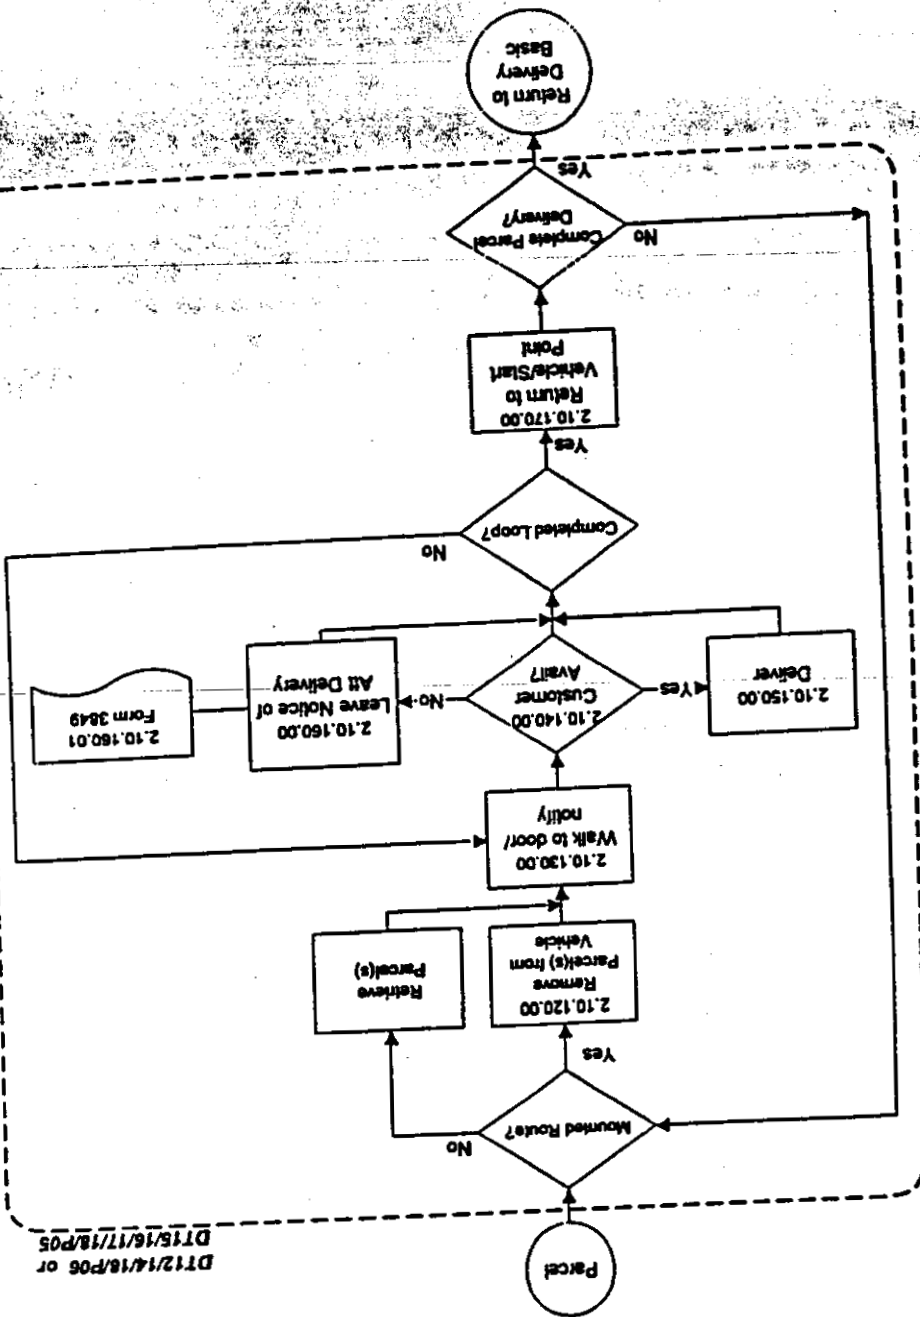 DT12/14/18/P06 or
DT15/16/17/18/P05
Parcel
Mounted Route?
No
Yes
2.10.120.00
Remove
Parcel(s) from
Vehicle
Retrieve
Parcel(s)
2.10.130.00
Walk to door/
notify
2.10.140.00
Customer
Avail?
Yes
No
2.10.150.00
Deliver
2.10.160.00
Leave Notice of
Att Delivery
2.10.160.01
Form 3849
Completed Loop?
No
Yes
2.10.170.00
Return to
Vehicle/Start
Point
Complete Parcel
Delivery?
No
Yes
Return to
Delivery
Basic